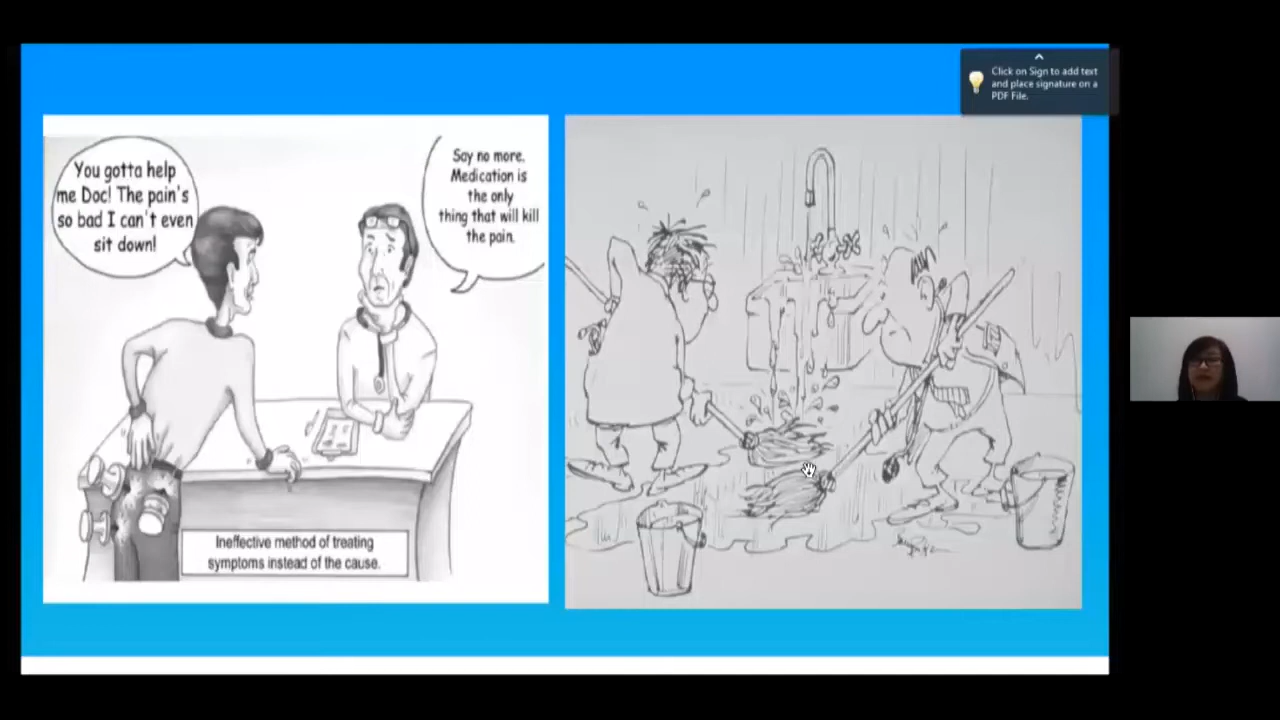 Click on Sign to add text
and place signature on a
PDF File.
You gotta help
me Doc! The pain's
so bad I can't even
sit down!
Say no more.
Medication is
the only
thing that will kill
the pain.
Ineffective method of treating
symptoms instead of the cause.